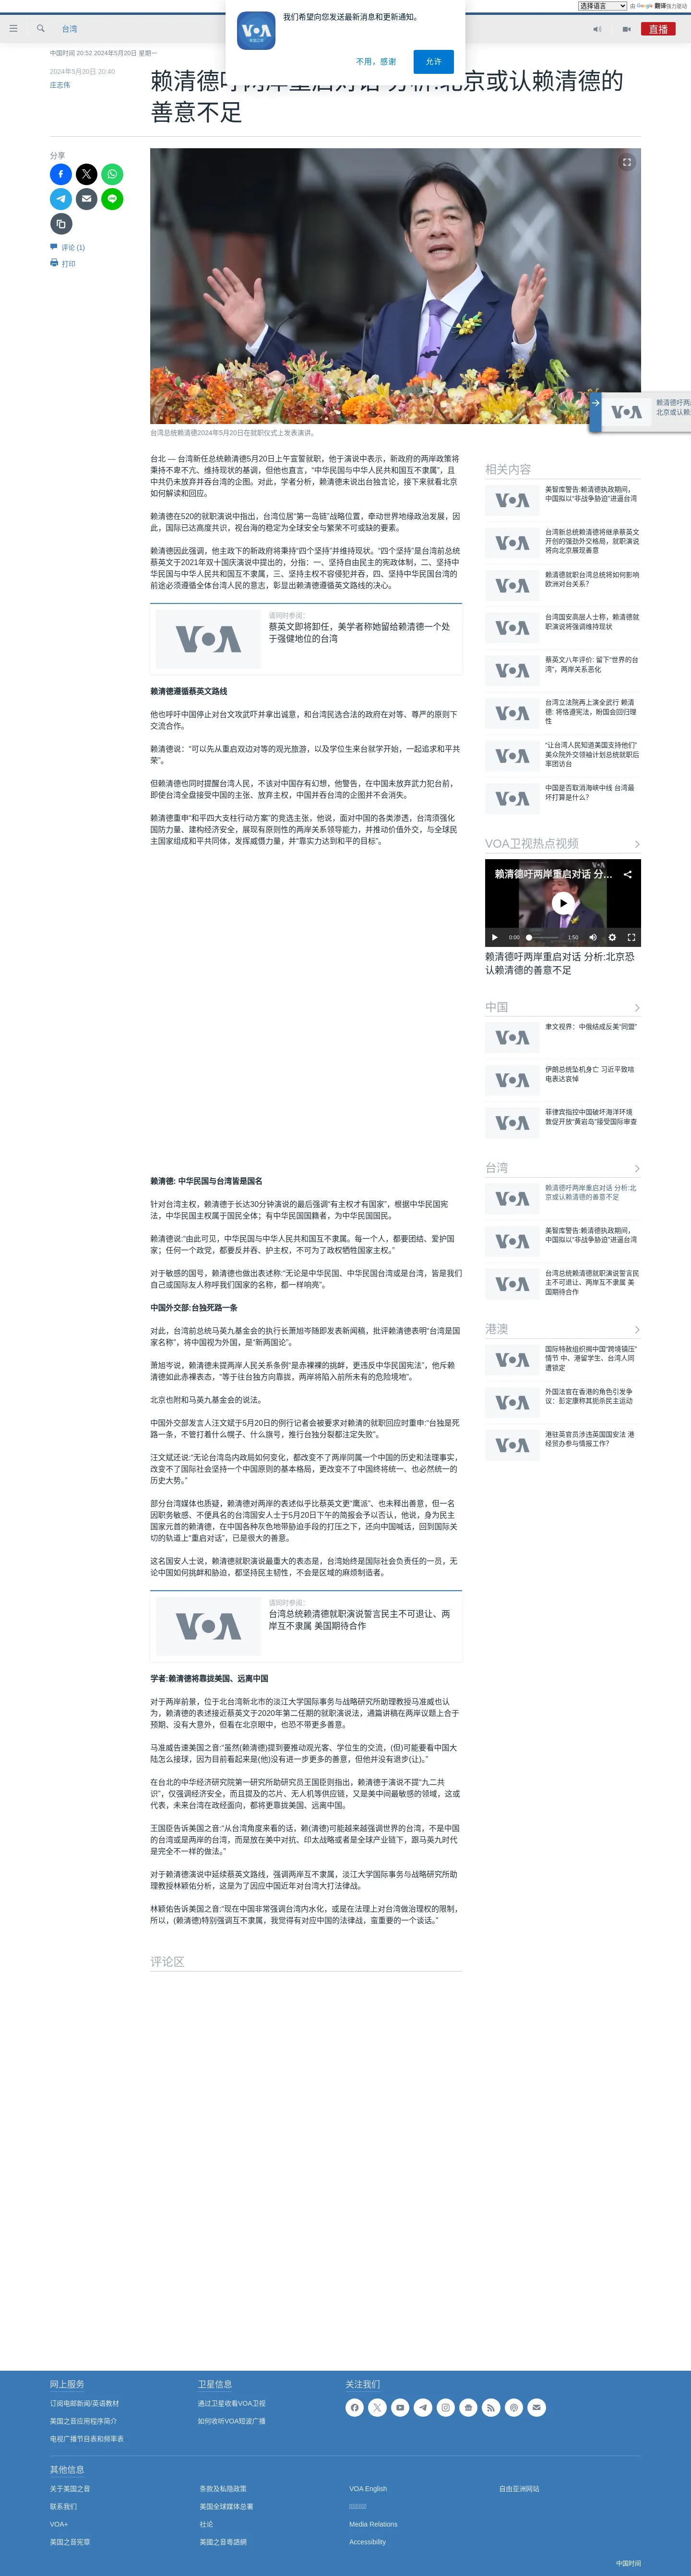 选择语言 由 Google 翻译强力驱动
我们希望向您发送最新消息和更新通知。
不用，感谢 允许
VOA
台湾
直播
中国时间 20:52 2024年5月20日 星期一
2024年5月20日 20:40
庄志伟
赖清德吁两岸重启对话 分析:北京或认赖清德的
善意不足
分享
评论 (1)
打印
台湾总统赖清德2024年5月20日在就职仪式上发表演讲。
赖清德吁两
北京或认赖
台北 — 台湾新任总统赖清德5月20日上午宣誓就职，他于演说中表示，新政府的两岸政策将
秉持不卑不亢、维持现状的基调，但他也直言，“中华民国与中华人民共和国互不隶属”，且
中共仍未放弃并吞台湾的企图。对此，学者分析，赖清德未说出台独言论，接下来就看北京
如何解读和回应。
赖清德在520的就职演说中指出，台湾位居“第一岛链”战略位置，牵动世界地缘政治发展，因
此，国际已达高度共识，视台海的稳定为全球安全与繁荣不可或缺的要素。
赖清德因此强调，他主政下的新政府将秉持“四个坚持”并维持现状。“四个坚持”是台湾前总统
蔡英文于2021年双十国庆演说中提出的，分指：一、坚持自由民主的宪政体制，二、坚持中
华民国与中华人民共和国互不隶属，三、坚持主权不容侵犯并吞，四、坚持中华民国台湾的
前途必须遵循全体台湾人民的意志，彰显出赖清德遵循英文路线的决心。
请同时参阅：
蔡英文即将卸任，美学者称她留给赖清德一个处
于强健地位的台湾
赖清德遵循蔡英文路线
他也呼吁中国停止对台文攻武吓并拿出诚意，和台湾民选合法的政府在对等、尊严的原则下
交流合作。
赖清德说：“可以先从重启双边对等的观光旅游，以及学位生来台就学开始，一起追求和平共
荣”。
但赖清德也同时提醒台湾人民，不该对中国存有幻想，他警告，在中国未放弃武力犯台前，
即使台湾全盘接受中国的主张、放弃主权，中国并吞台湾的企图并不会消失。
赖清德重申“和平四大支柱行动方案”的竞选主张，他说，面对中国的各类渗透，台湾须强化
国防力量、建构经济安全，展现有原则性的两岸关系领导能力，并推动价值外交，与全球民
主国家组成和平共同体，发挥威慑力量，并“靠实力达到和平的目标”。
赖清德: 中华民国与台湾皆是国名
针对台湾主权，赖清德于长达30分钟演说的最后强调“有主权才有国家”，根据中华民国宪
法，中华民国主权属于国民全体；有中华民国国籍者，为中华民国国民。
赖清德说:“由此可见，中华民国与中华人民共和国互不隶属。每一个人，都要团结、爱护国
家；任何一个政党，都要反并吞、护主权，不可为了政权牺牲国家主权。”
对于敏感的国号，赖清德也做出表述称:“无论是中华民国、中华民国台湾或是台湾，皆是我们
自己或国际友人称呼我们国家的名称，都一样响亮”。
中国外交部:台独死路一条
对此，台湾前总统马英九基金会的执行长萧旭岑随即发表新闻稿，批评赖清德表明“台湾是国
家名称”，将中国视为外国，是“新两国论”。
萧旭岑说，赖清德未提两岸人民关系条例“是赤裸裸的挑衅，更违反中华民国宪法”，他斥赖
清德如此赤裸表态，“等于往台独方向靠拢，两岸将陷入前所未有的危险境地”。
北京也附和马英九基金会的说法。
中国外交部发言人汪文斌于5月20日的例行记者会被要求对赖清的就职回应时重申:“台独是死
路一条，不管打着什么幌子、什么旗号，推行台独分裂都注定失败”。
汪文斌还说:“无论台湾岛内政局如何变化，都改变不了两岸同属一个中国的历史和法理事实，
改变不了国际社会坚持一个中国原则的基本格局，更改变不了中国终将统一、也必然统一的
历史大势。”
部分台湾媒体也质疑，赖清德对两岸的表述似乎比蔡英文更“鹰派”、也未释出善意，但一名
因职务敏感、不便具名的台湾国安人士于5月20日下午的简报会予以否认，他说，身为民主
国家元首的赖清德，在中国各种灰色地带胁迫手段的打压之下，还向中国喊话，回到国际关
切的轨道上“重启对话”，已是很大的善意。
这名国安人士说，赖清德就职演说最重大的表态是，台湾始终是国际社会负责任的一员，无
论中国如何挑衅和胁迫，都坚持民主韧性，不会是区域的麻烦制造者。
请同时参阅：
台湾总统赖清德就职演说誓言民主不可退让、两
岸互不隶属 美国期待合作
学者:赖清德将靠拢美国、远离中国
对于两岸前景，位于北台湾新北市的淡江大学国际事务与战略研究所助理教授马准威也认
为，赖清德的表述接近蔡英文于2020年第二任期的就职演说法，通篇讲稿在两岸议题上合于
预期、没有大意外，但看在北京眼中，也恐不带更多善意。
马准威告速美国之音:“虽然(赖清德)提到要推动观光客、学位生的交流，(但)可能要看中国大
陆怎么接球，因为目前看起来是(他)没有进一步更多的善意，但他并没有退步(让)。”
在台北的中华经济研究院第一研究所助研究员王国臣则指出，赖清德于演说不提“九二共
识”，仅强调经济安全，而且提及的芯片、无人机等供应链，又是美中间最敏感的领域，这或
代表，未来台湾在政经面向，都将更靠拢美国、远离中国。
王国臣告诉美国之音:“从台湾角度来看的话，赖(清德)可能越来越强调世界的台湾，不是中国
的台湾或是两岸的台湾，而是放在美中对抗、印太战略或者是全球产业链下，跟马英九时代
是完全不一样的做法。”
对于赖清德演说中延续蔡英文路线，强调两岸互不隶属，淡江大学国际事务与战略研究所助
理教授林颖佑分析，这是为了因应中国近年对台湾大打法律战。
林颖佑告诉美国之音:“现在中国非常强调台湾内水化，或是在法理上对台湾做治理权的限制，
所以，(赖清德)特别强调互不隶属，我觉得有对应中国的法律战，蛮重要的一个谈话。”
评论区
相关内容
美智库警告:赖清德执政期间，
中国拟以“非战争胁迫”进逼台湾
台湾新总统赖清德将继承蔡英文
开创的强劲外交格局，就职演说
将向北京展现善意
赖清德就职台湾总统将如何影响
欧洲对台关系？
台湾国安高层人士称，赖清德就
职演说将强调维持现状
蔡英文八年评价: 留下“世界的台
湾”，两岸关系恶化
台湾立法院再上演全武行 赖清
德: 将恪遵宪法，盼国会回归理
性
“让台湾人民知道美国支持他们”
美众院外交领袖计划总统就职后
率团访台
中国是否取消海峡中线 台湾最
坏打算是什么？
VOA卫视热点视频
赖清德吁两岸重启对话 分…
0:00 1:50
赖清德吁两岸重启对话 分析:北京恐
认赖清德的善意不足
中国
聿文视界：中俄结成反美“同盟”
伊朗总统坠机身亡 习近平致唁
电表达哀悼
菲律宾指控中国破坏海洋环境
敦促开放“黄岩岛”接受国际审查
台湾
赖清德吁两岸重启对话 分析:北
京或认赖清德的善意不足
美智库警告:赖清德执政期间，
中国拟以“非战争胁迫”进逼台湾
台湾总统赖清德就职演说誓言民
主不可退让、两岸互不隶属 美
国期待合作
港澳
国际特赦组织揭中国“跨境镇压”
情节 中、港留学生、台湾人同
遭锁定
外国法官在香港的角色引发争
议：彭定康称其扼杀民主运动
港驻英官员涉违英国国安法 港
经贸办参与情报工作？
网上服务
订阅电邮新闻/英语教材
美国之音应用程序简介
电视广播节目表和频率表
卫星信息
通过卫星收看VOA卫视
如何收听VOA短波广播
关注我们
其他信息
关于美国之音
联系我们
VOA+
美国之音宪章
条款及私隐政策
美国全球媒体总署
社论
美國之音粵語網
VOA English
Media Relations
Accessibility
自由亚洲网站
中国时间